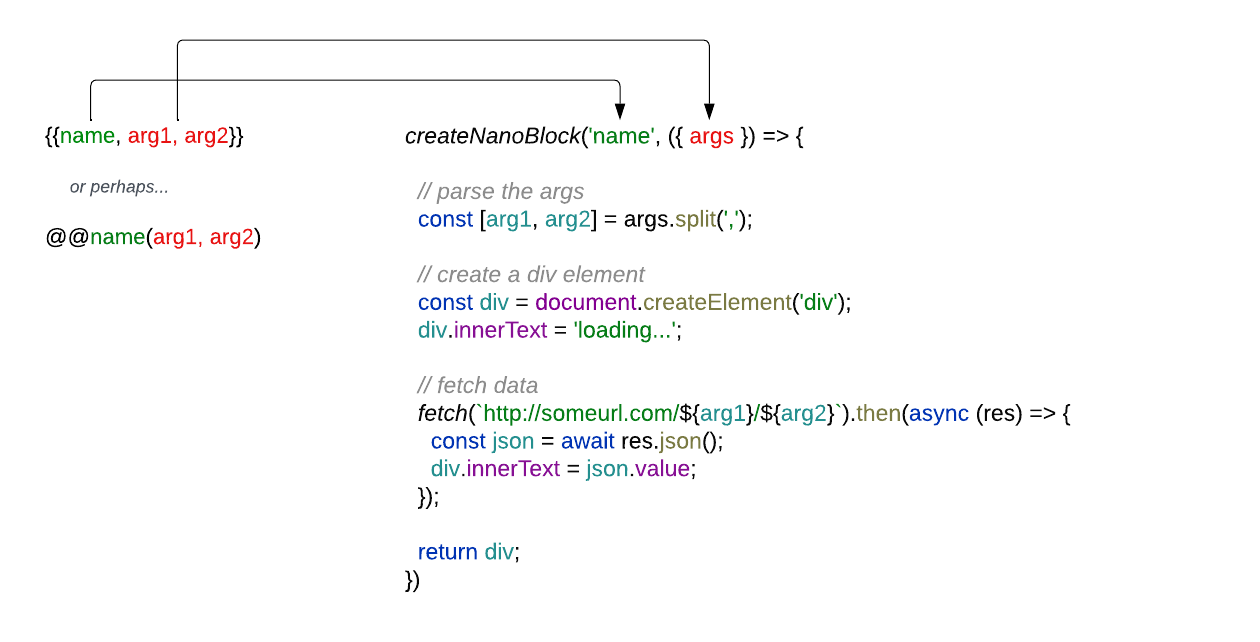 {{name, arg1, arg2}}
or perhaps...
@@name(arg1, arg2)
createNanoBlock('name', ({ args }) => {
// parse the args
const [arg1, arg2] = args.split(',');
// create a div element
const div = document.createElement('div');
div.innerText = 'loading...';
// fetch data
fetch(`http://someurl.com/${arg1}/${arg2}`).then(async (res) => {
const json = await res.json();
div.innerText = json.value;
});
return div;
})